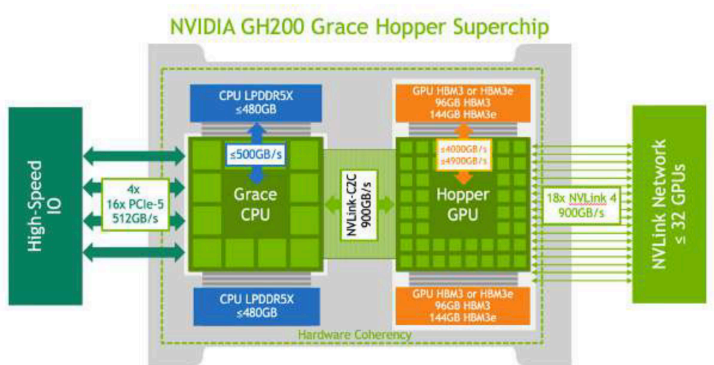 NVIDIA GH200 Grace Hopper Superchip
CPU LPDDR5X
≤480GB
GPU HBM3 or HBM3e
96GB HBM3
144GB HBM3e
≤500GB/s
≤4000GB/s
≤4900GB/s
High-Speed
IO
4x
16x PCIe-5
512GB/s
Grace
CPU
NVLink-C2C
900GB/s
Hopper
GPU
18x NVLink 4
900GB/s
NVLink Network
≤ 32 GPUs
CPU LPDDR5X
≤480GB
GPU HBM3 or HBM3e
96GB HBM3
144GB HBM3e
Hardware Coherency